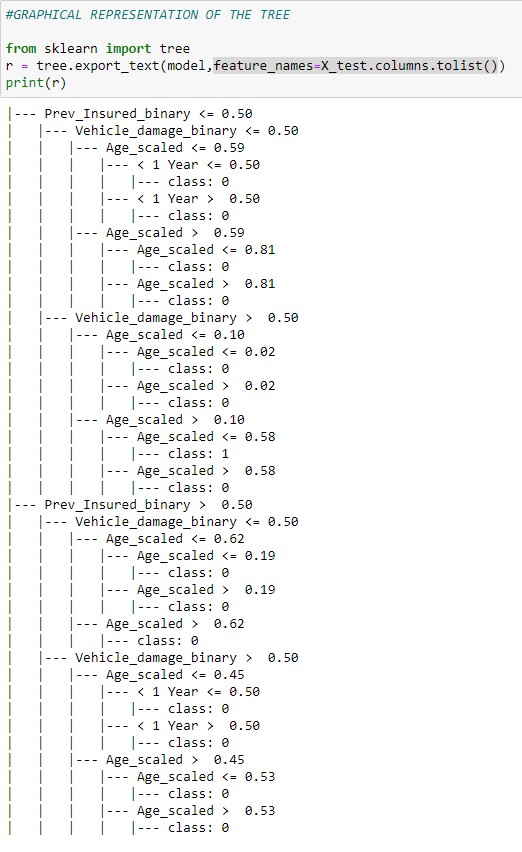 #GRAPHICAL REPRESENTATION OF THE TREE
from sklearn import tree
r = tree.export_text(model,feature_names=X_test.columns.tolist())
print(r)
|--- Prev_Insured_binary <= 0.50
|   |--- Vehicle_damage_binary <= 0.50
|   |   |--- Age_scaled <= 0.59
|   |   |   |--- < 1 Year <= 0.50
|   |   |   |   |--- class: 0
|   |   |   |--- < 1 Year >  0.50
|   |   |   |   |--- class: 0
|   |   |--- Age_scaled >  0.59
|   |   |   |--- Age_scaled <= 0.81
|   |   |   |   |--- class: 0
|   |   |   |--- Age_scaled >  0.81
|   |   |   |   |--- class: 0
|   |--- Vehicle_damage_binary >  0.50
|   |   |--- Age_scaled <= 0.10
|   |   |   |--- Age_scaled <= 0.02
|   |   |   |   |--- class: 0
|   |   |   |--- Age_scaled >  0.02
|   |   |   |   |--- class: 0
|   |   |--- Age_scaled >  0.10
|   |   |   |--- Age_scaled <= 0.58
|   |   |   |   |--- class: 1
|   |   |   |--- Age_scaled >  0.58
|   |   |   |   |--- class: 0
|--- Prev_Insured_binary >  0.50
|   |--- Vehicle_damage_binary <= 0.50
|   |   |--- Age_scaled <= 0.62
|   |   |   |--- Age_scaled <= 0.19
|   |   |   |   |--- class: 0
|   |   |   |--- Age_scaled >  0.19
|   |   |   |   |--- class: 0
|   |   |--- Age_scaled >  0.62
|   |   |   |--- class: 0
|   |--- Vehicle_damage_binary >  0.50
|   |   |--- Age_scaled <= 0.45
|   |   |   |--- < 1 Year <= 0.50
|   |   |   |   |--- class: 0
|   |   |   |--- < 1 Year >  0.50
|   |   |   |   |--- class: 0
|   |   |--- Age_scaled >  0.45
|   |   |   |--- Age_scaled <= 0.53
|   |   |   |   |--- class: 0
|   |   |   |--- Age_scaled >  0.53
|   |   |   |   |--- class: 0